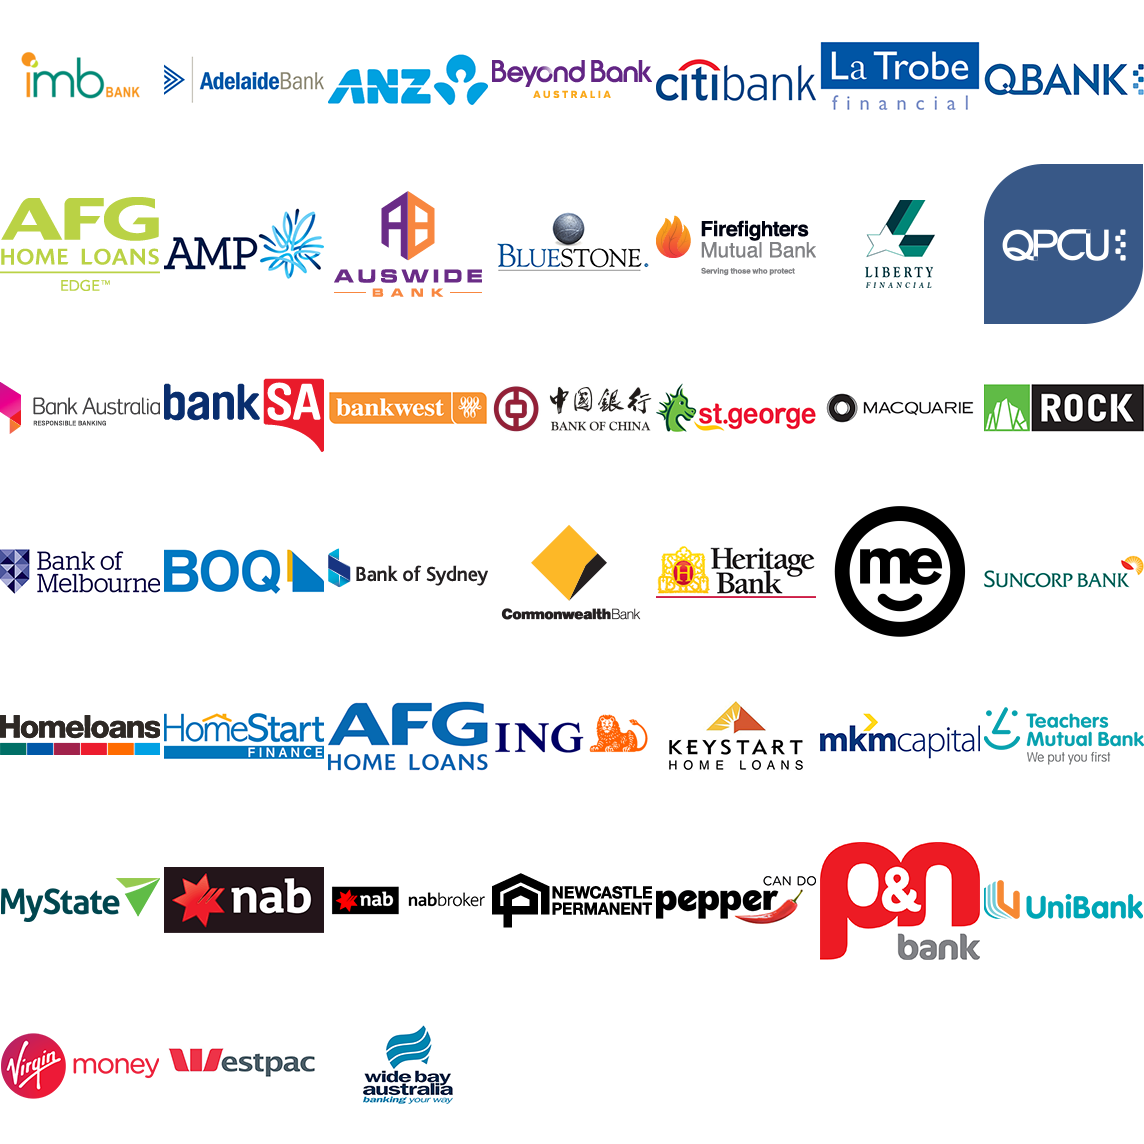 imb BANK
AdelaideBank
ANZ
Beyond Bank
AUSTRALIA
citibank
La Trobe
financial
QBANK
AFG
HOME LOANS
EDGE™
AMP
AB
AUSWIDE
BANK
BLUESTONE.
Firefighters
Mutual Bank
Serving those who protect
L
LIBERTY
FINANCIAL
QPCU
Bank Australia
RESPONSIBLE BANKING
bankSA
bankwest
中国銀行
BANK OF CHINA
st.george
MACQUARIE
ROCK
Bank of
Melbourne
BOQ
Bank of Sydney
CommonwealthBank
H
Heritage
Bank
me
SUNCORP BANK
Homeloans
HomeStart
FINANCE
AFG
HOME LOANS
ING
KEYSTART
HOME LOANS
mkmcapital
Teachers
Mutual Bank
We put you first
MyState
nab
nab nabbroker
NEWCASTLE
PERMANENT
CAN DO
pepper
p&n
bank
UniBank
Virgin money
Westpac
wide bay
australia
banking your way